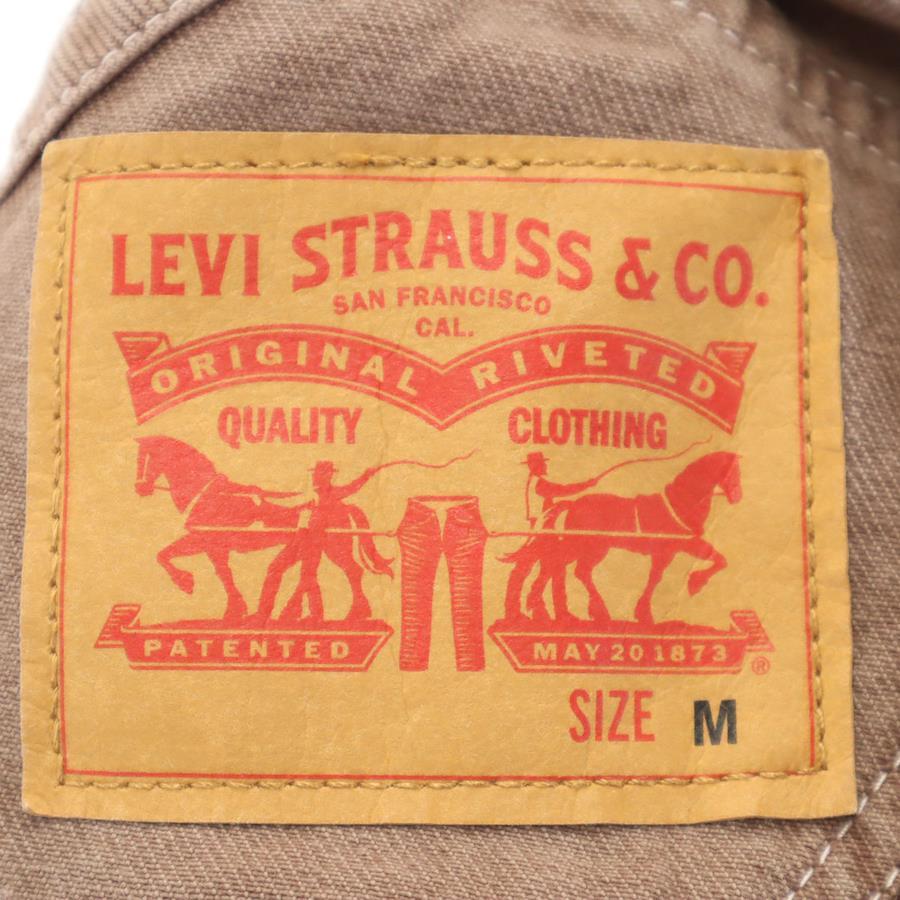 LEVI STRAUSS & CO.
SAN FRANCISCO
CAL.
ORIGINAL RIVETED
QUALITY CLOTHING
PATENTED MAY 20 1873 ®
SIZE M